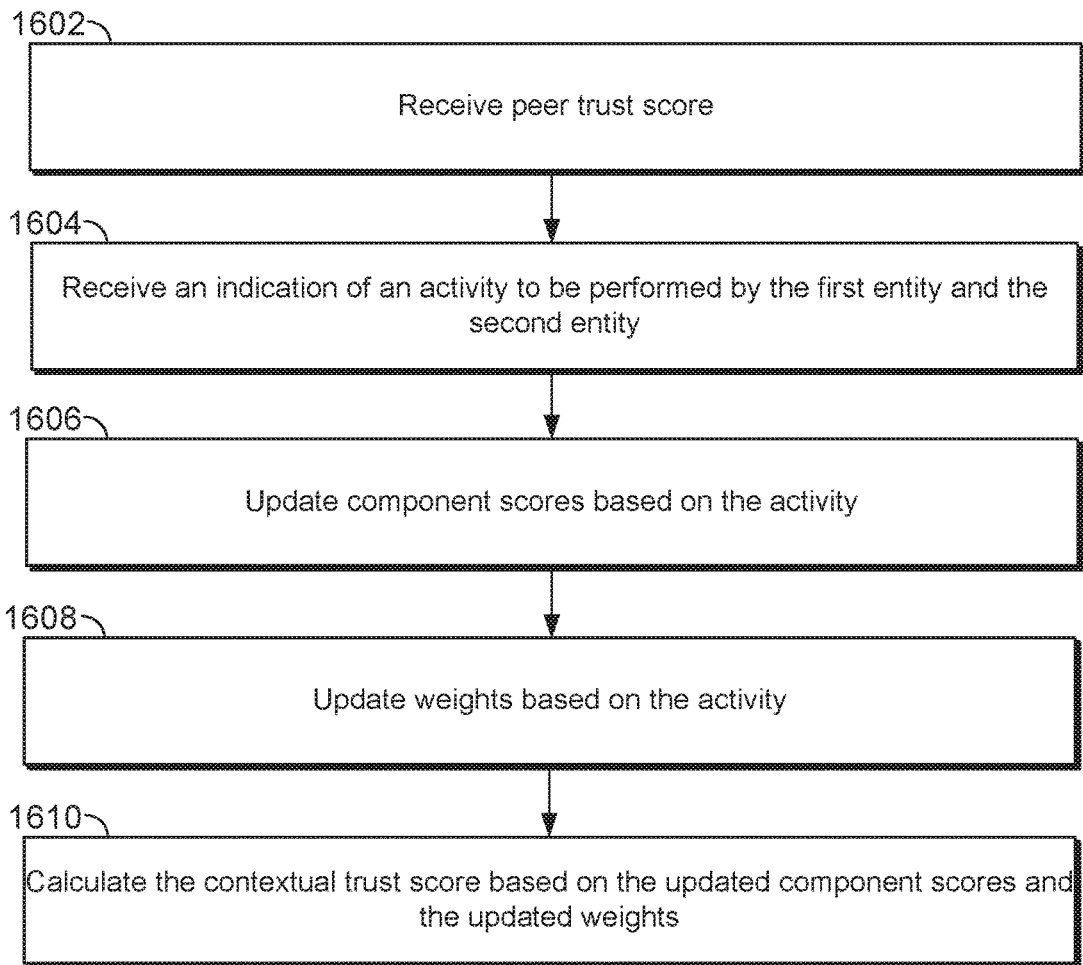 1602
Receive peer trust score
1604
Receive an indication of an activity to be performed by the first entity and the
second entity
1606
Update component scores based on the activity
1608
Update weights based on the activity
1610
Calculate the contextual trust score based on the updated component scores and
the updated weights